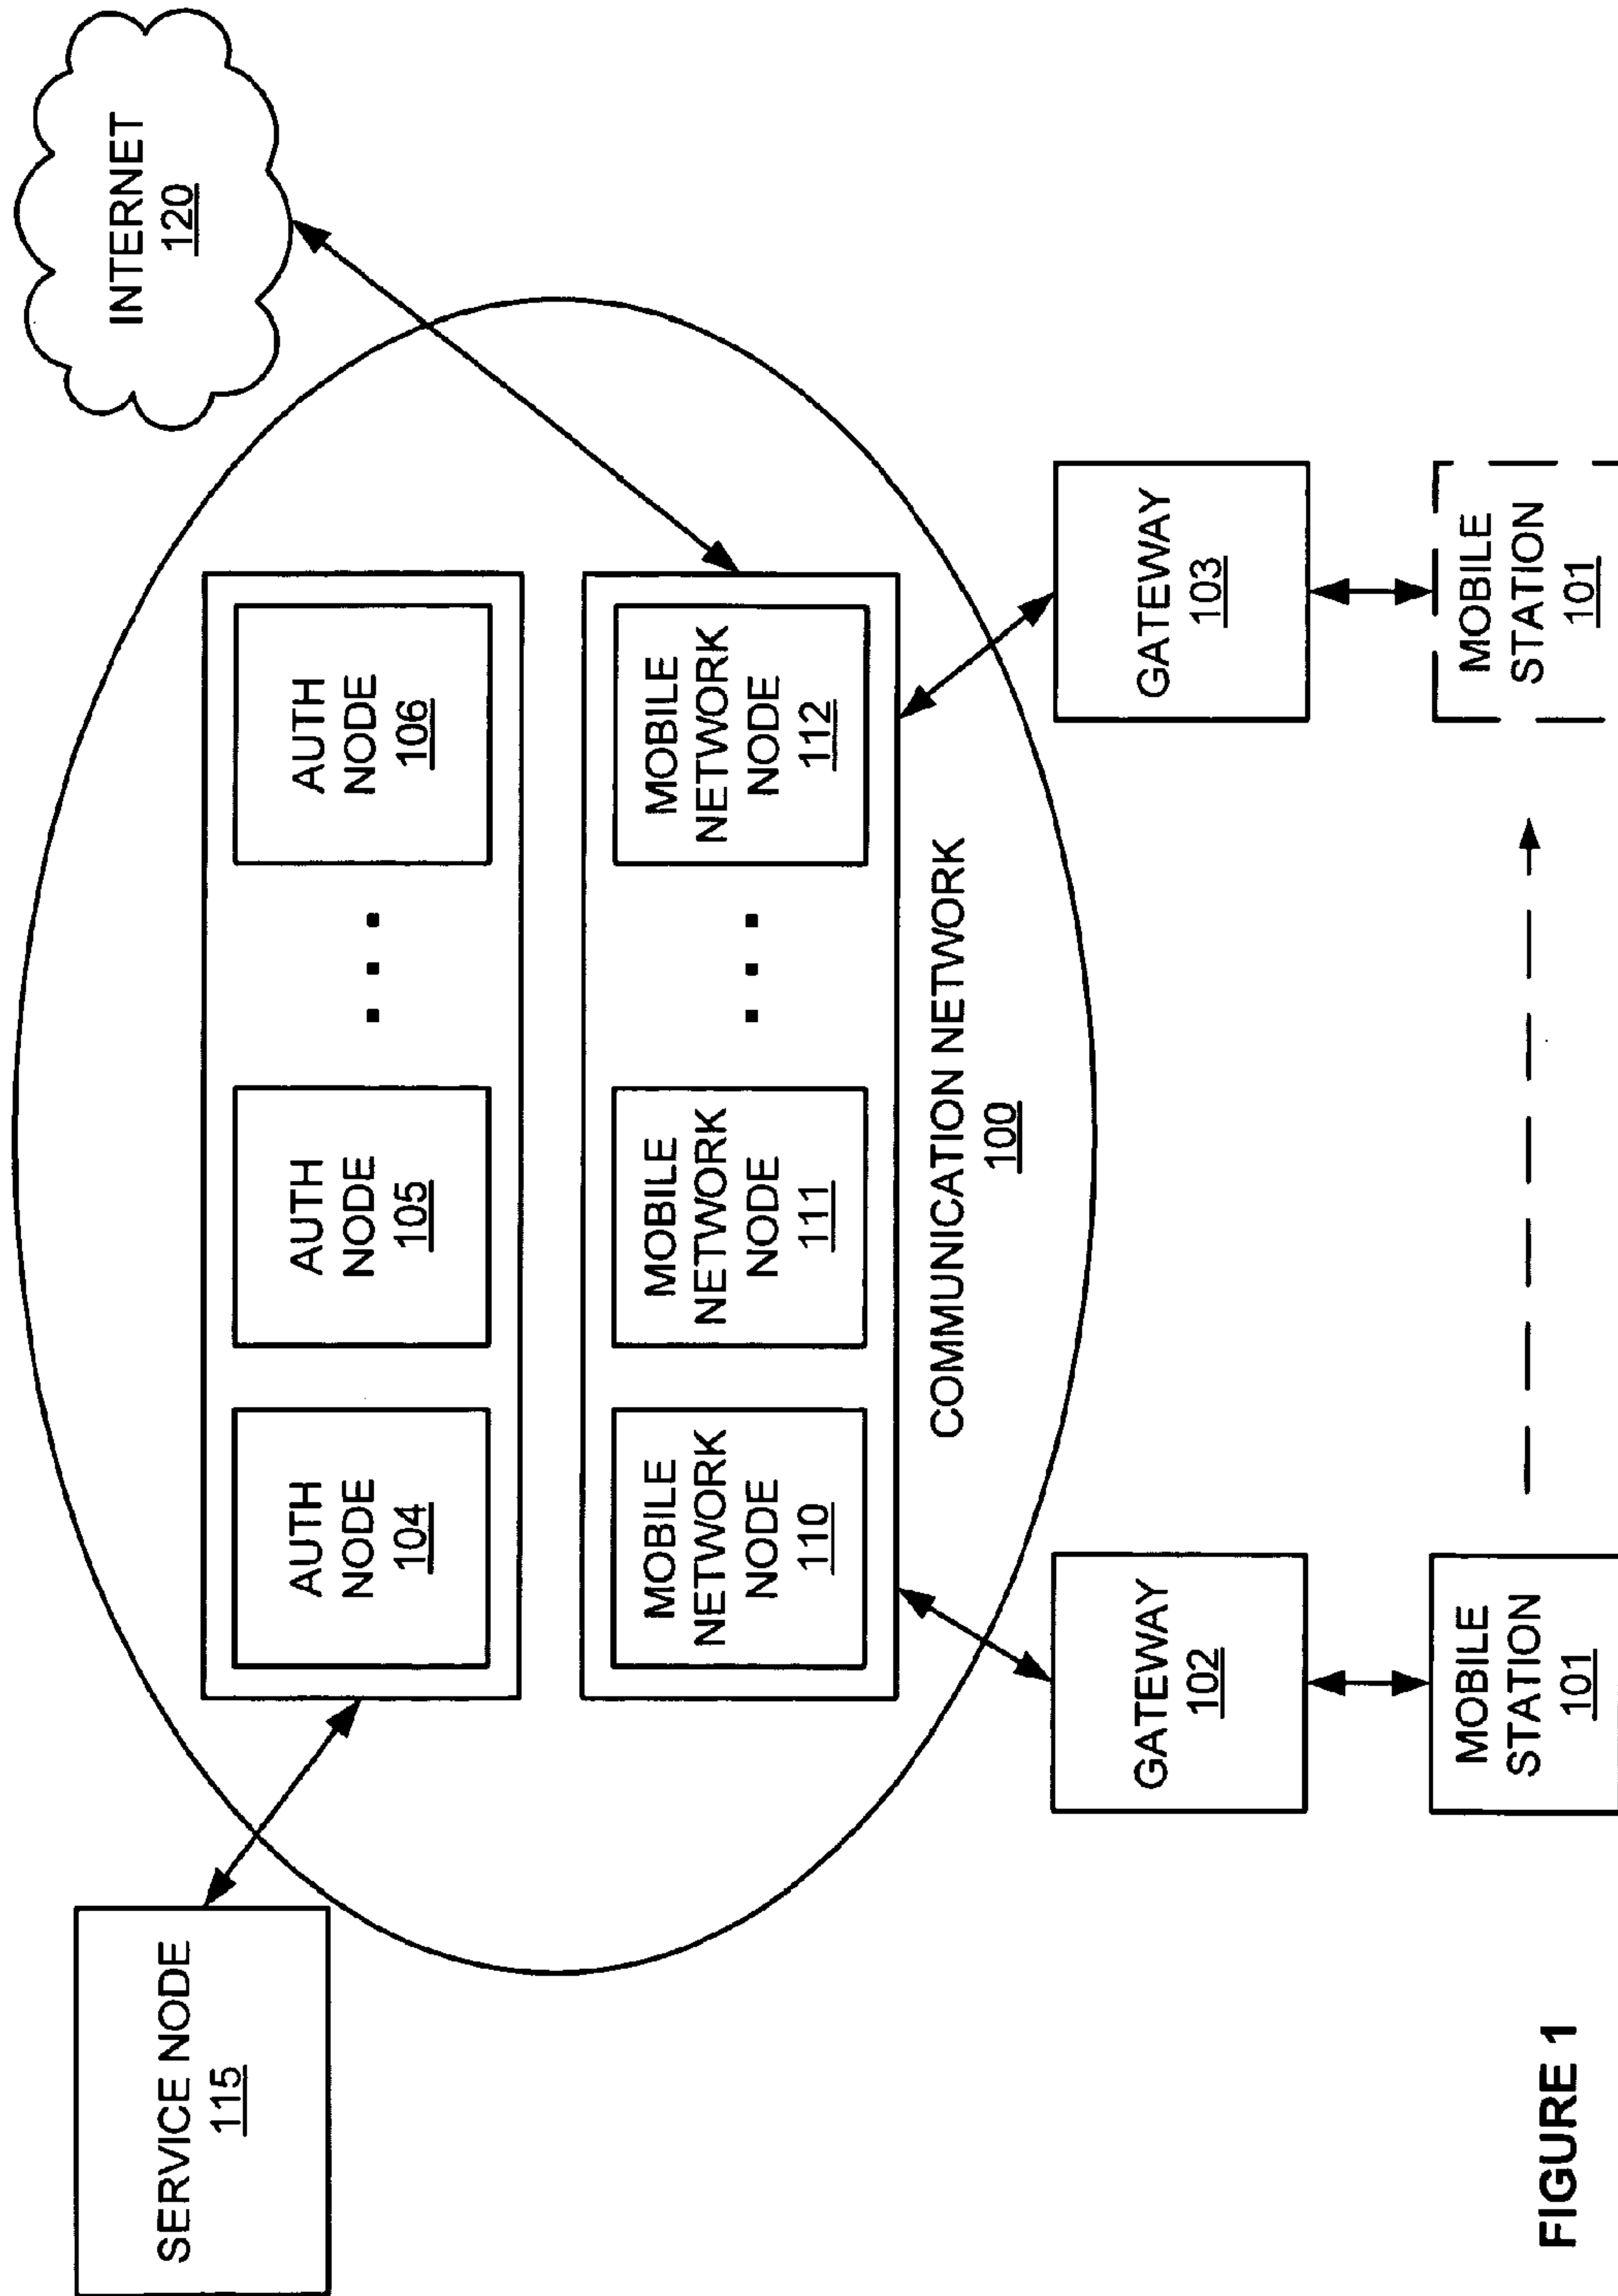 SERVICE NODE
115
INTERNET
120
AUTH
NODE
104
AUTH
NODE
105
. . .
AUTH
NODE
106
MOBILE
NETWORK
NODE
110
MOBILE
NETWORK
NODE
111
. . .
MOBILE
NETWORK
NODE
112
COMMUNICATION NETWORK
100
GATEWAY
102
GATEWAY
103
MOBILE
STATION
101
MOBILE
STATION
101
FIGURE 1